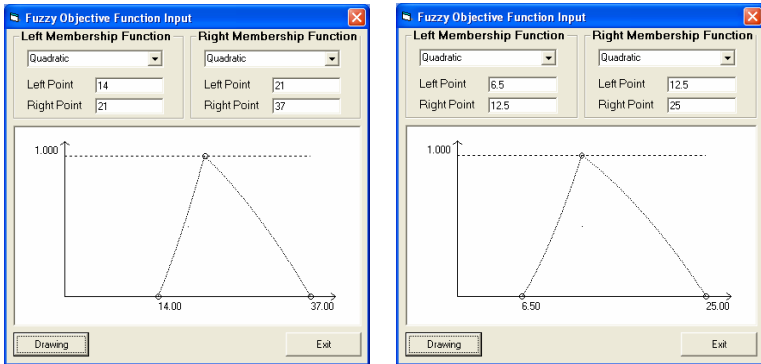 Fuzzy Objective Function Input
Left Membership Function
Quadratic
Left Point 14
Right Point 21
Right Membership Function
Quadratic
Left Point 21
Right Point 37
1.000
14.00 37.00
Drawing Exit
Fuzzy Objective Function Input
Left Membership Function
Quadratic
Left Point 6.5
Right Point 12.5
Right Membership Function
Quadratic
Left Point 12.5
Right Point 25
1.000
6.50 25.00
Drawing Exit